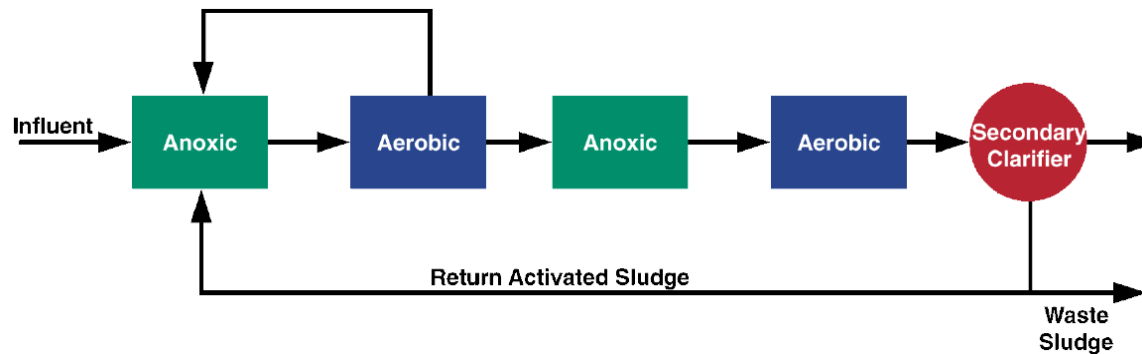 Influent
Anoxic
Aerobic
Anoxic
Aerobic
Secondary
Clarifier
Return Activated Sludge
Waste
Sludge